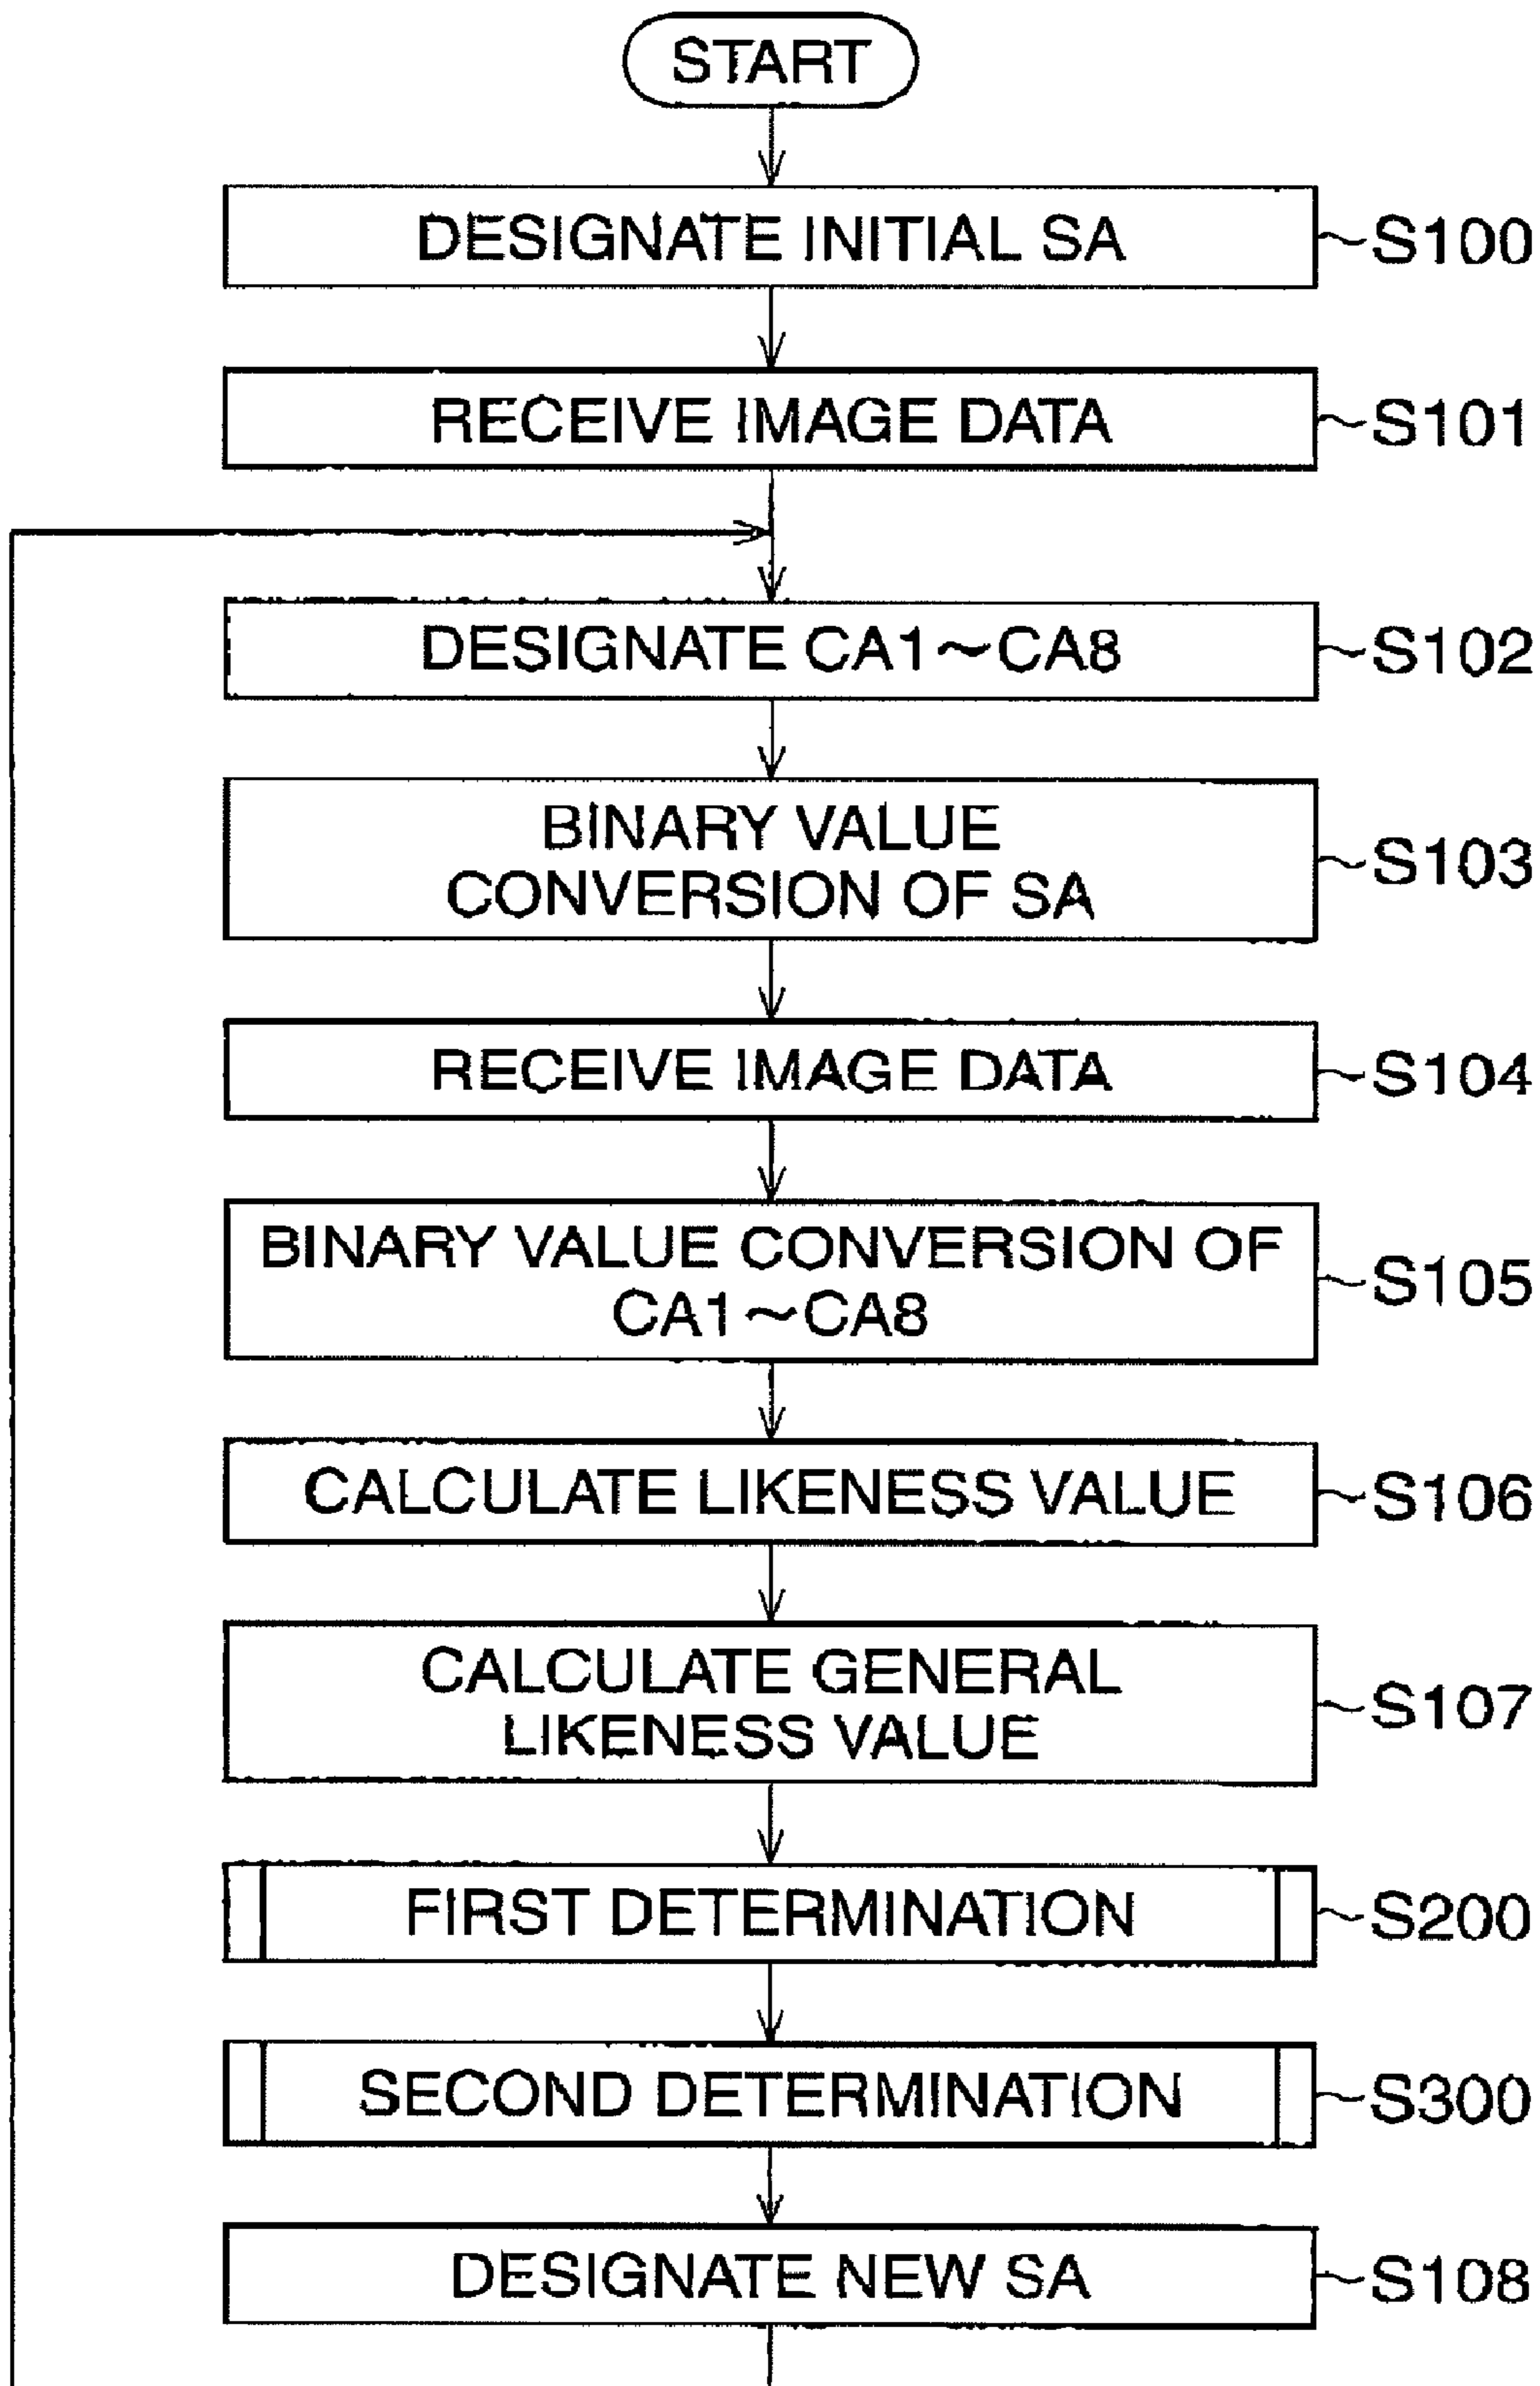 START
DESIGNATE INITIAL SA
S100
RECEIVE IMAGE DATA
S101
DESIGNATE CA1~CA8
S102
BINARY VALUE
CONVERSION OF SA
S103
RECEIVE IMAGE DATA
S104
BINARY VALUE CONVERSION OF
CA1~CA8
S105
CALCULATE LIKENESS VALUE
S106
CALCULATE GENERAL
LIKENESS VALUE
S107
FIRST DETERMINATION
S200
SECOND DETERMINATION
S300
DESIGNATE NEW SA
S108